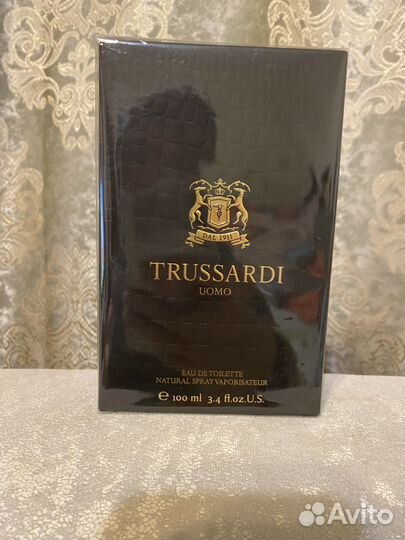 DAL 1911
TRUSSARDI
UOMO
EAU DE TOILETTE
NATURAL SPRAY VAPORISATEUR
℮ 100 ml 3.4 fl.oz.U.S.
Avito